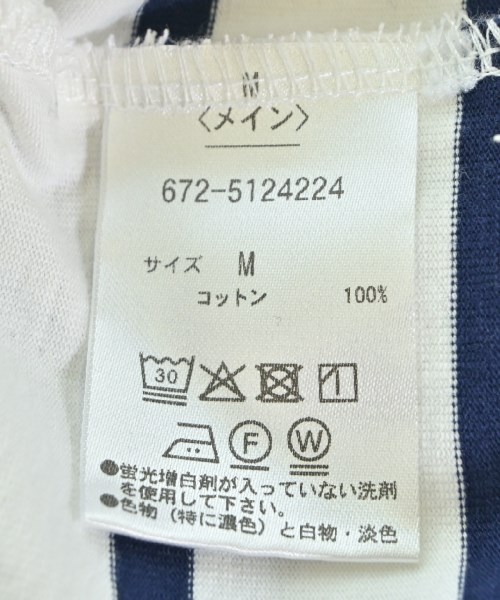 M
〈メイン〉
672-5124224
サイズ M
コットン 100%
30
F W
●蛍光増白剤が入っていない洗剤
を使用して下さい。
●色物（特に濃色）と白物・淡色